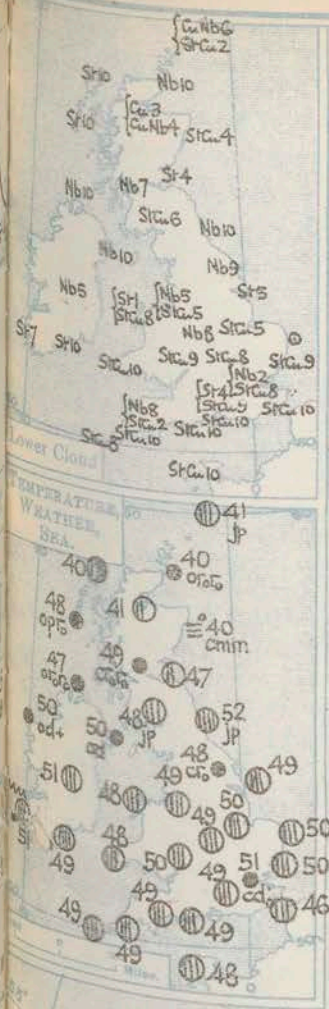 {CuNb6
{StCu2
St10
Nb10
St10
{Cu3
{CuNb4
StCu4
Nb10
Nb7
St4
StCu6
Nb10
Nb10
Nb9
Nb5
{St1
{StCu8
{Nb5
{StCu5
St5
St7
St10
Nb8
StCu5
StCu10
StCu9
StCu8
StCu9
{Nb2
{StCu8
{St4
StCu10
{Nb8
{StCu2
StCu10
StCu10
StCu10
StCu8
Lower Cloud
StCu10
TEMPERATURE,
WEATHER,
SEA.
41
jp
40
40
48
41
40
cmm
47
49
47
50
od+
50
48
jp
52
jp
48
51
48
49
49
49
50
50
49
48
50
49
51
50
49
46
49
49
49
48